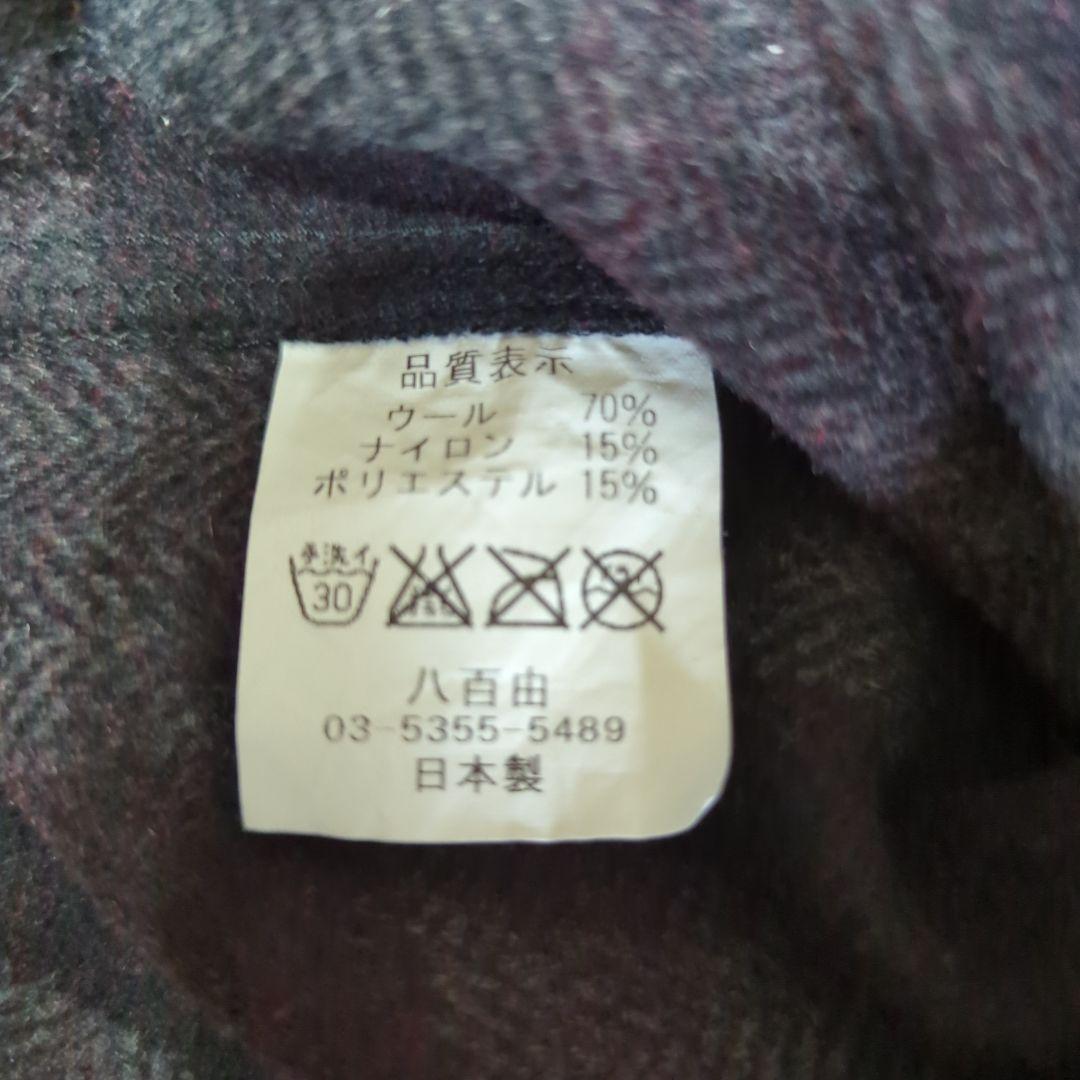 品質表示
ウール 70%
ナイロン 15%
ポリエステル 15%
手洗イ
30
八百由
03-5355-5489
日本製